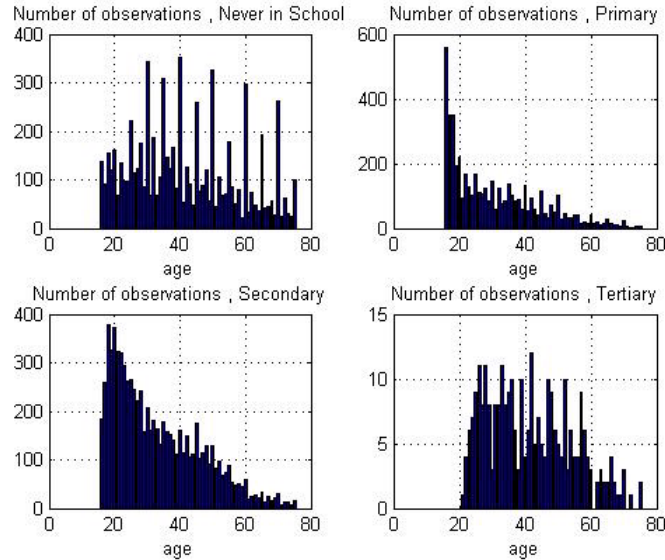 Number of observations , Never in School
400
300
200
100
0
0 20 40 60 80
age
Number of observations , Primary
600
400
200
0
0 20 40 60 80
age
Number of observations , Secondary
400
300
200
100
0
0 20 40 60 80
age
Number of observations , Tertiary
15
10
5
0
0 20 40 60 80
age